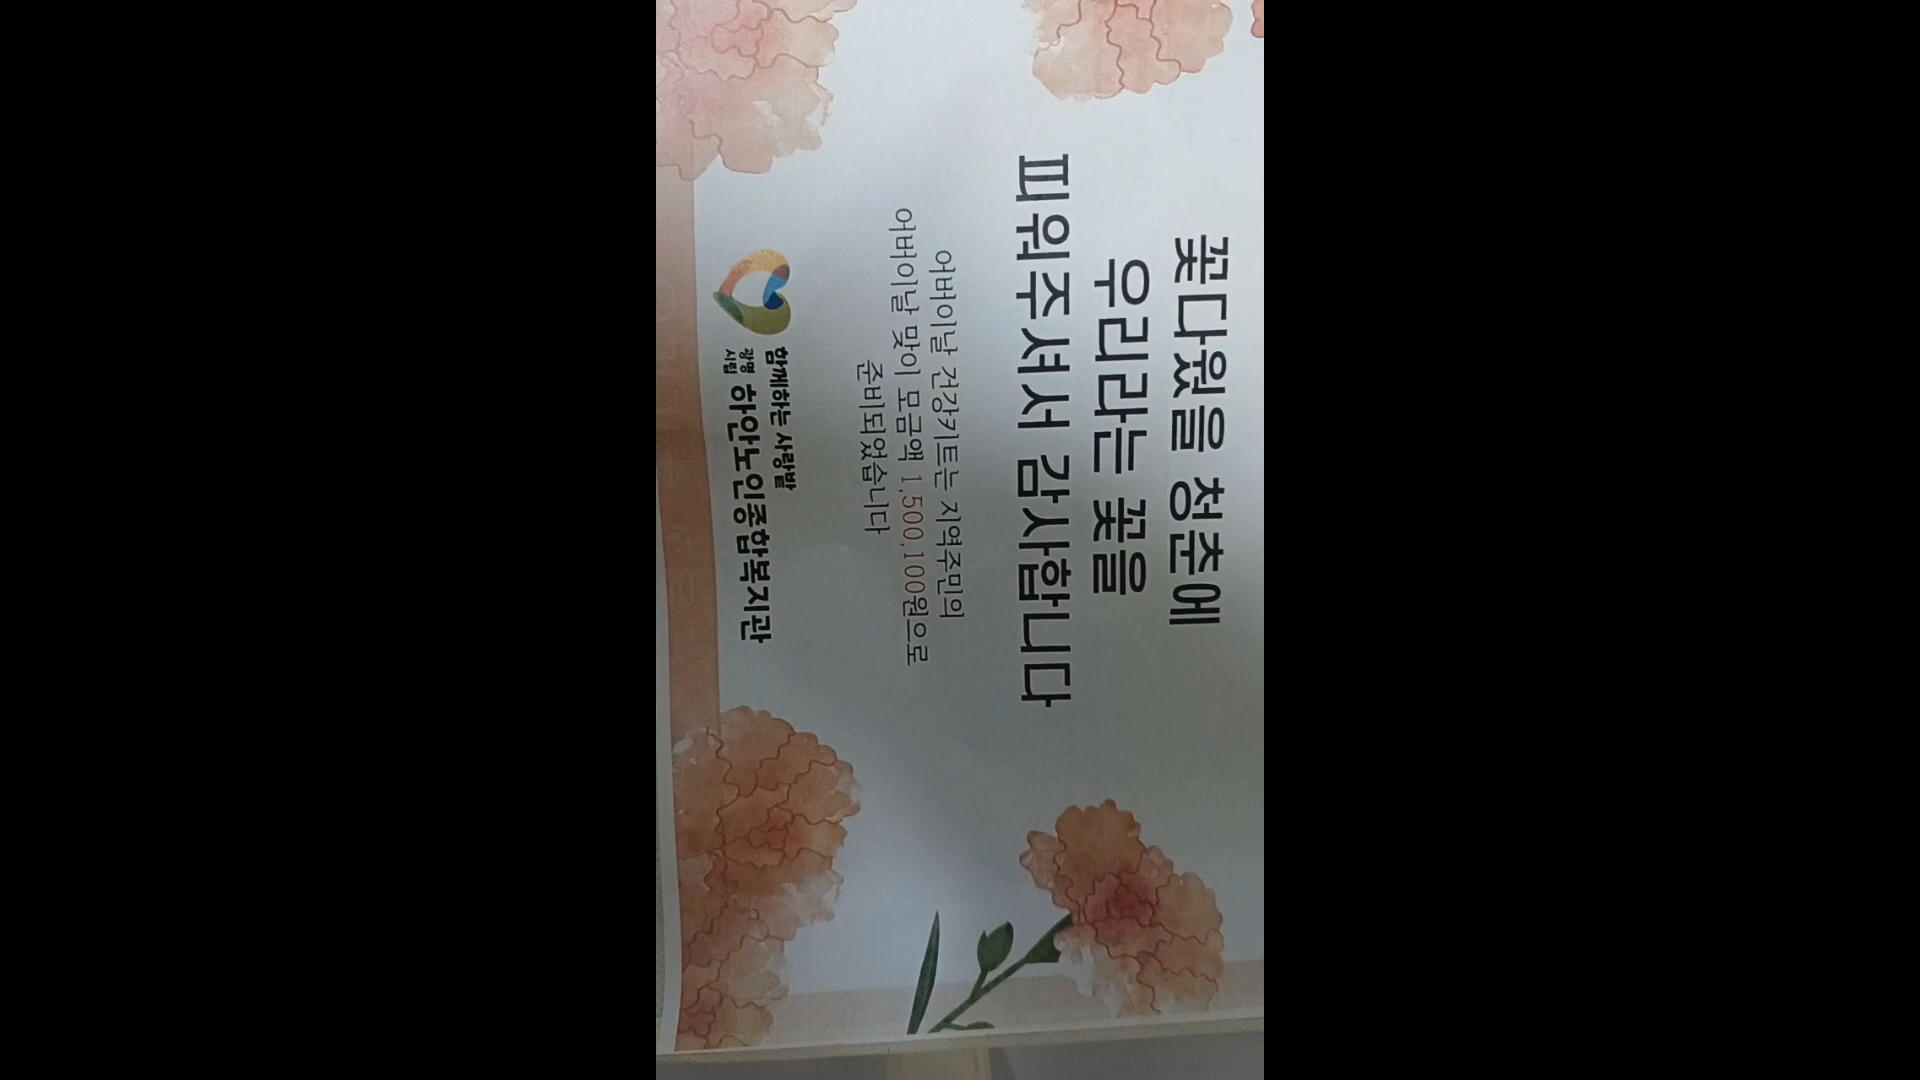 꽃다웠을 청춘에
우리라는 꽃을
피워주셔서 감사합니다
어버이날 건강키트는 지역주민의
어버이날 맞이 모금액 1,500,100원으로
준비되었습니다
함께하는 사랑밭
광명시립 하안노인종합복지관